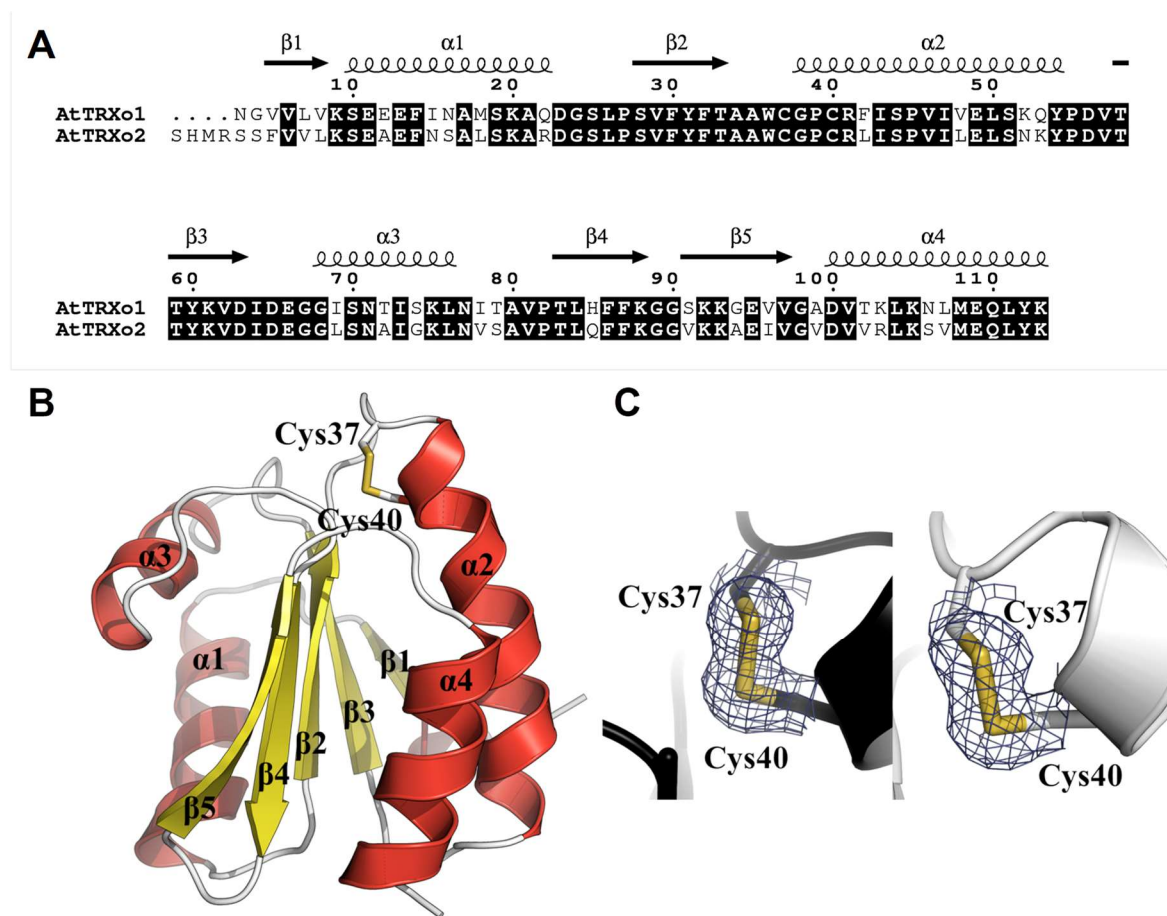 A
β1 α1 β2 α2
10 20 30 40 50
AtTRXo1 ....NGVVLVKSEEEFINAMSKAQDGSLPSVFYFTAAWCGPCRFISPVIVELSKQYPDVT
AtTRXo2 SHMRSSFVVLKSEAEFNSALSKARDGSLPSVFYFTAAWCGPCRLISPVILELSNKYPDVT
β3 α3 β4 β5 α4
60 70 80 90 100 110
AtTRXo1 TYKVDIDEGGISNTISKLNITAVPTLHFFKGGSKKGEVVGADVTKLKNLMEQLYK
AtTRXo2 TYKVDIDEGGLSNAIGKLNVSAVPTLQFFKGGVKKAEIVGVDVVRLKSVMEQLYK
B
Cys37
Cys40
α3
α2
α1
β1
α4
β3
β2
β4
β5
C
Cys37
Cys40
Cys37
Cys40